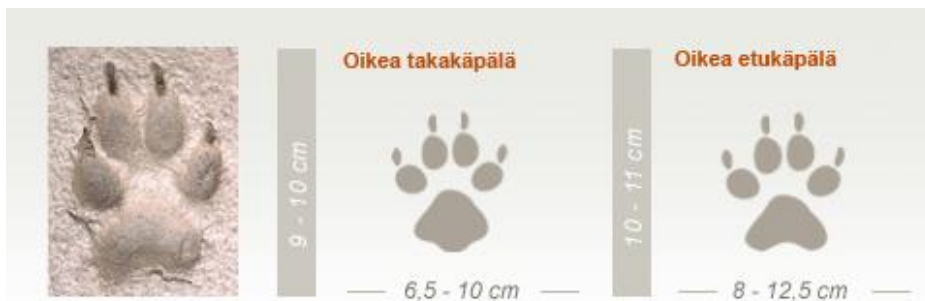 Oikea takakäpälä
9 - 10 cm
6,5 - 10 cm
Oikea etukäpälä
10 - 11 cm
8 - 12,5 cm